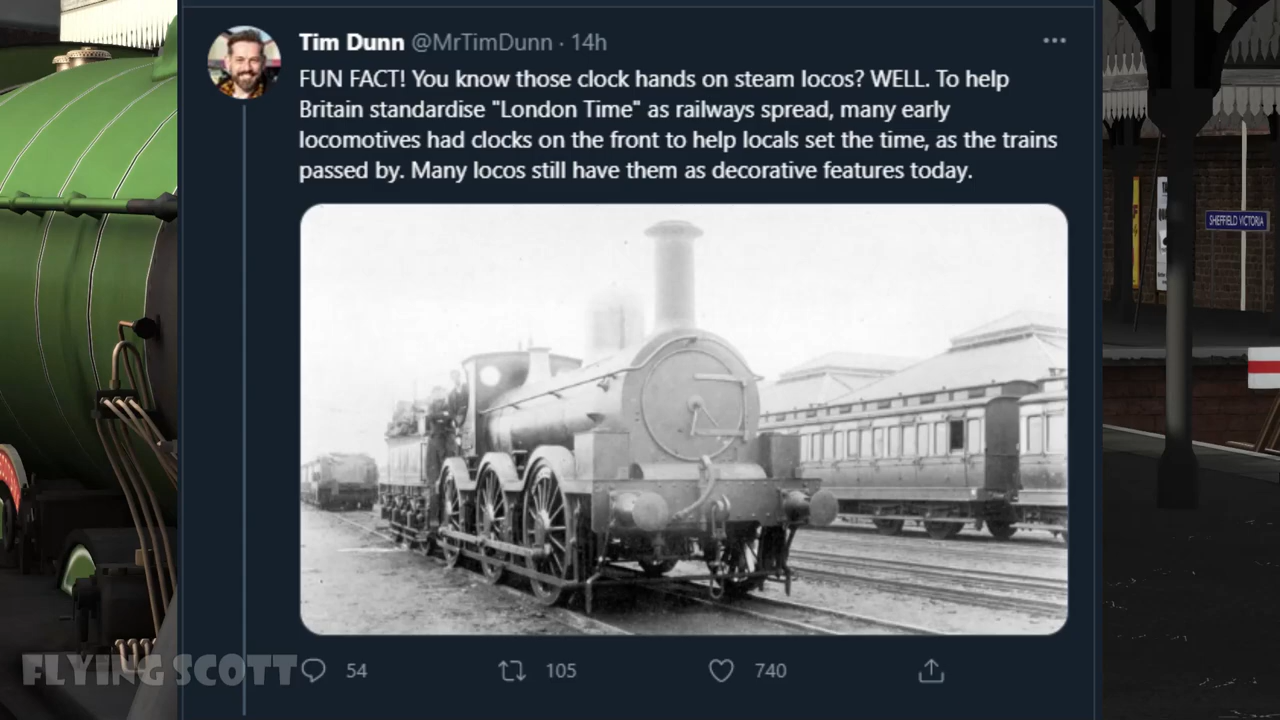 Tim Dunn @MrTimDunn · 14h
FUN FACT! You know those clock hands on steam locos? WELL. To help
Britain standardise "London Time" as railways spread, many early
locomotives had clocks on the front to help locals set the time, as the trains
passed by. Many locos still have them as decorative features today.
SHEFFIELD VICTORIA
54
105
740
FLYING SCOTT